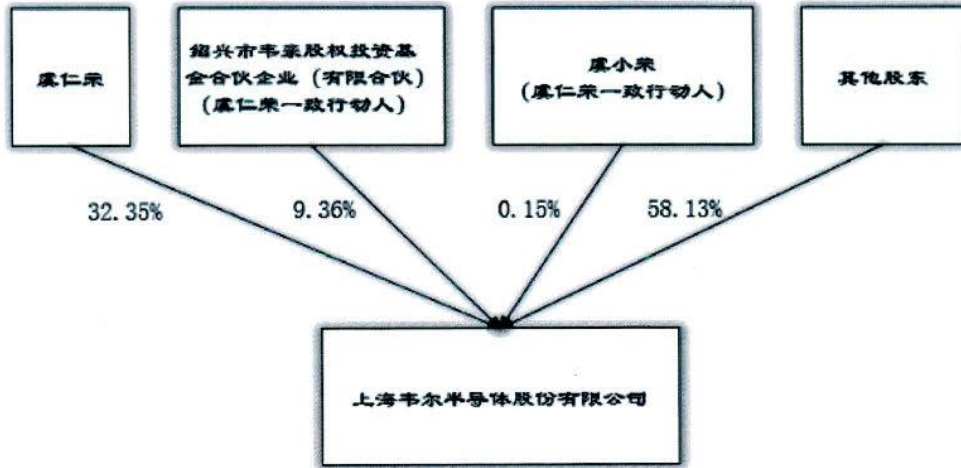 虞仁荣
绍兴市韦豪股权投资基
金合伙企业（有限合伙）
（虞仁荣一致行动人）
虞小荣
（虞仁荣一致行动人）
其他股东
32.35%
9.36%
0.15%
58.13%
上海韦尔半导体股份有限公司